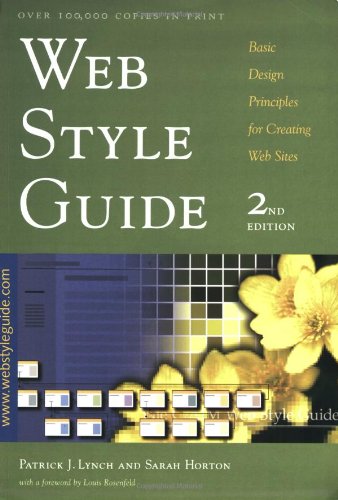 OVER 100,000 COPIES IN PRINT
WEB
STYLE
GUIDE
Basic
Design
Principles
for Creating
Web Sites
2ND
EDITION
www.webstyleguide.com
M Web Style Guide
PATRICK J. LYNCH AND SARAH HORTON
with a foreword by Louis Rosenfeld